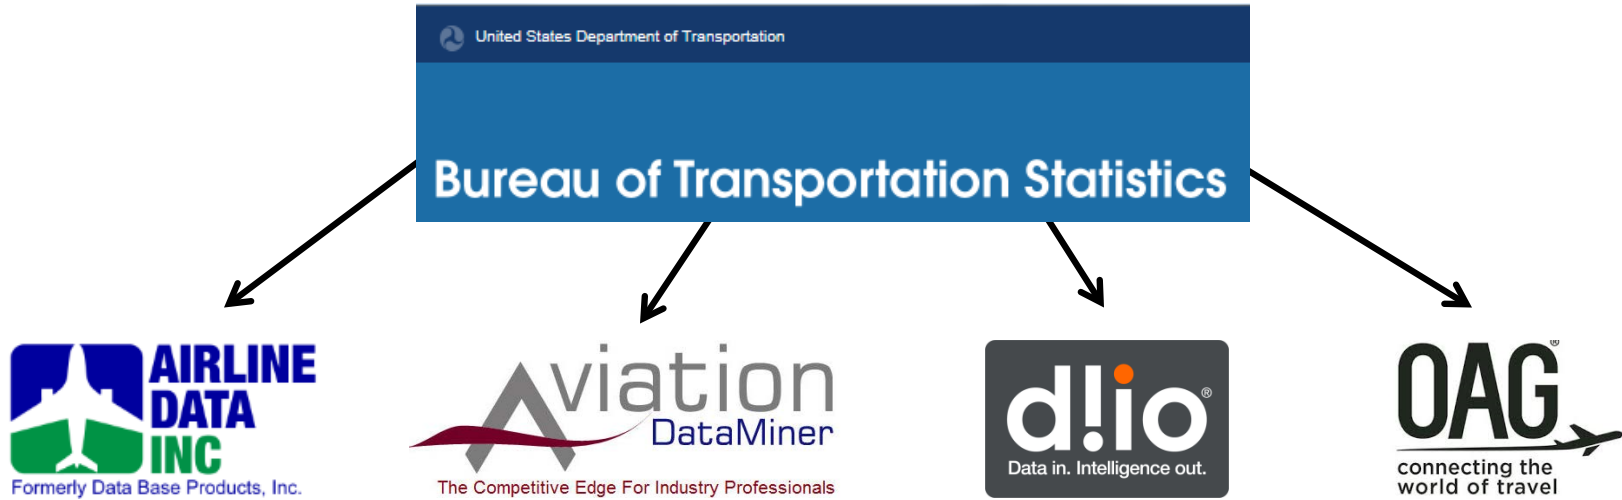 United States Department of Transportation
Bureau of Transportation Statistics
AIRLINE
DATA
INC
Formerly Data Base Products, Inc.
Aviation
DataMiner
The Competitive Edge For Industry Professionals
d!io®
Data in. Intelligence out.
OAG®
connecting the
world of travel